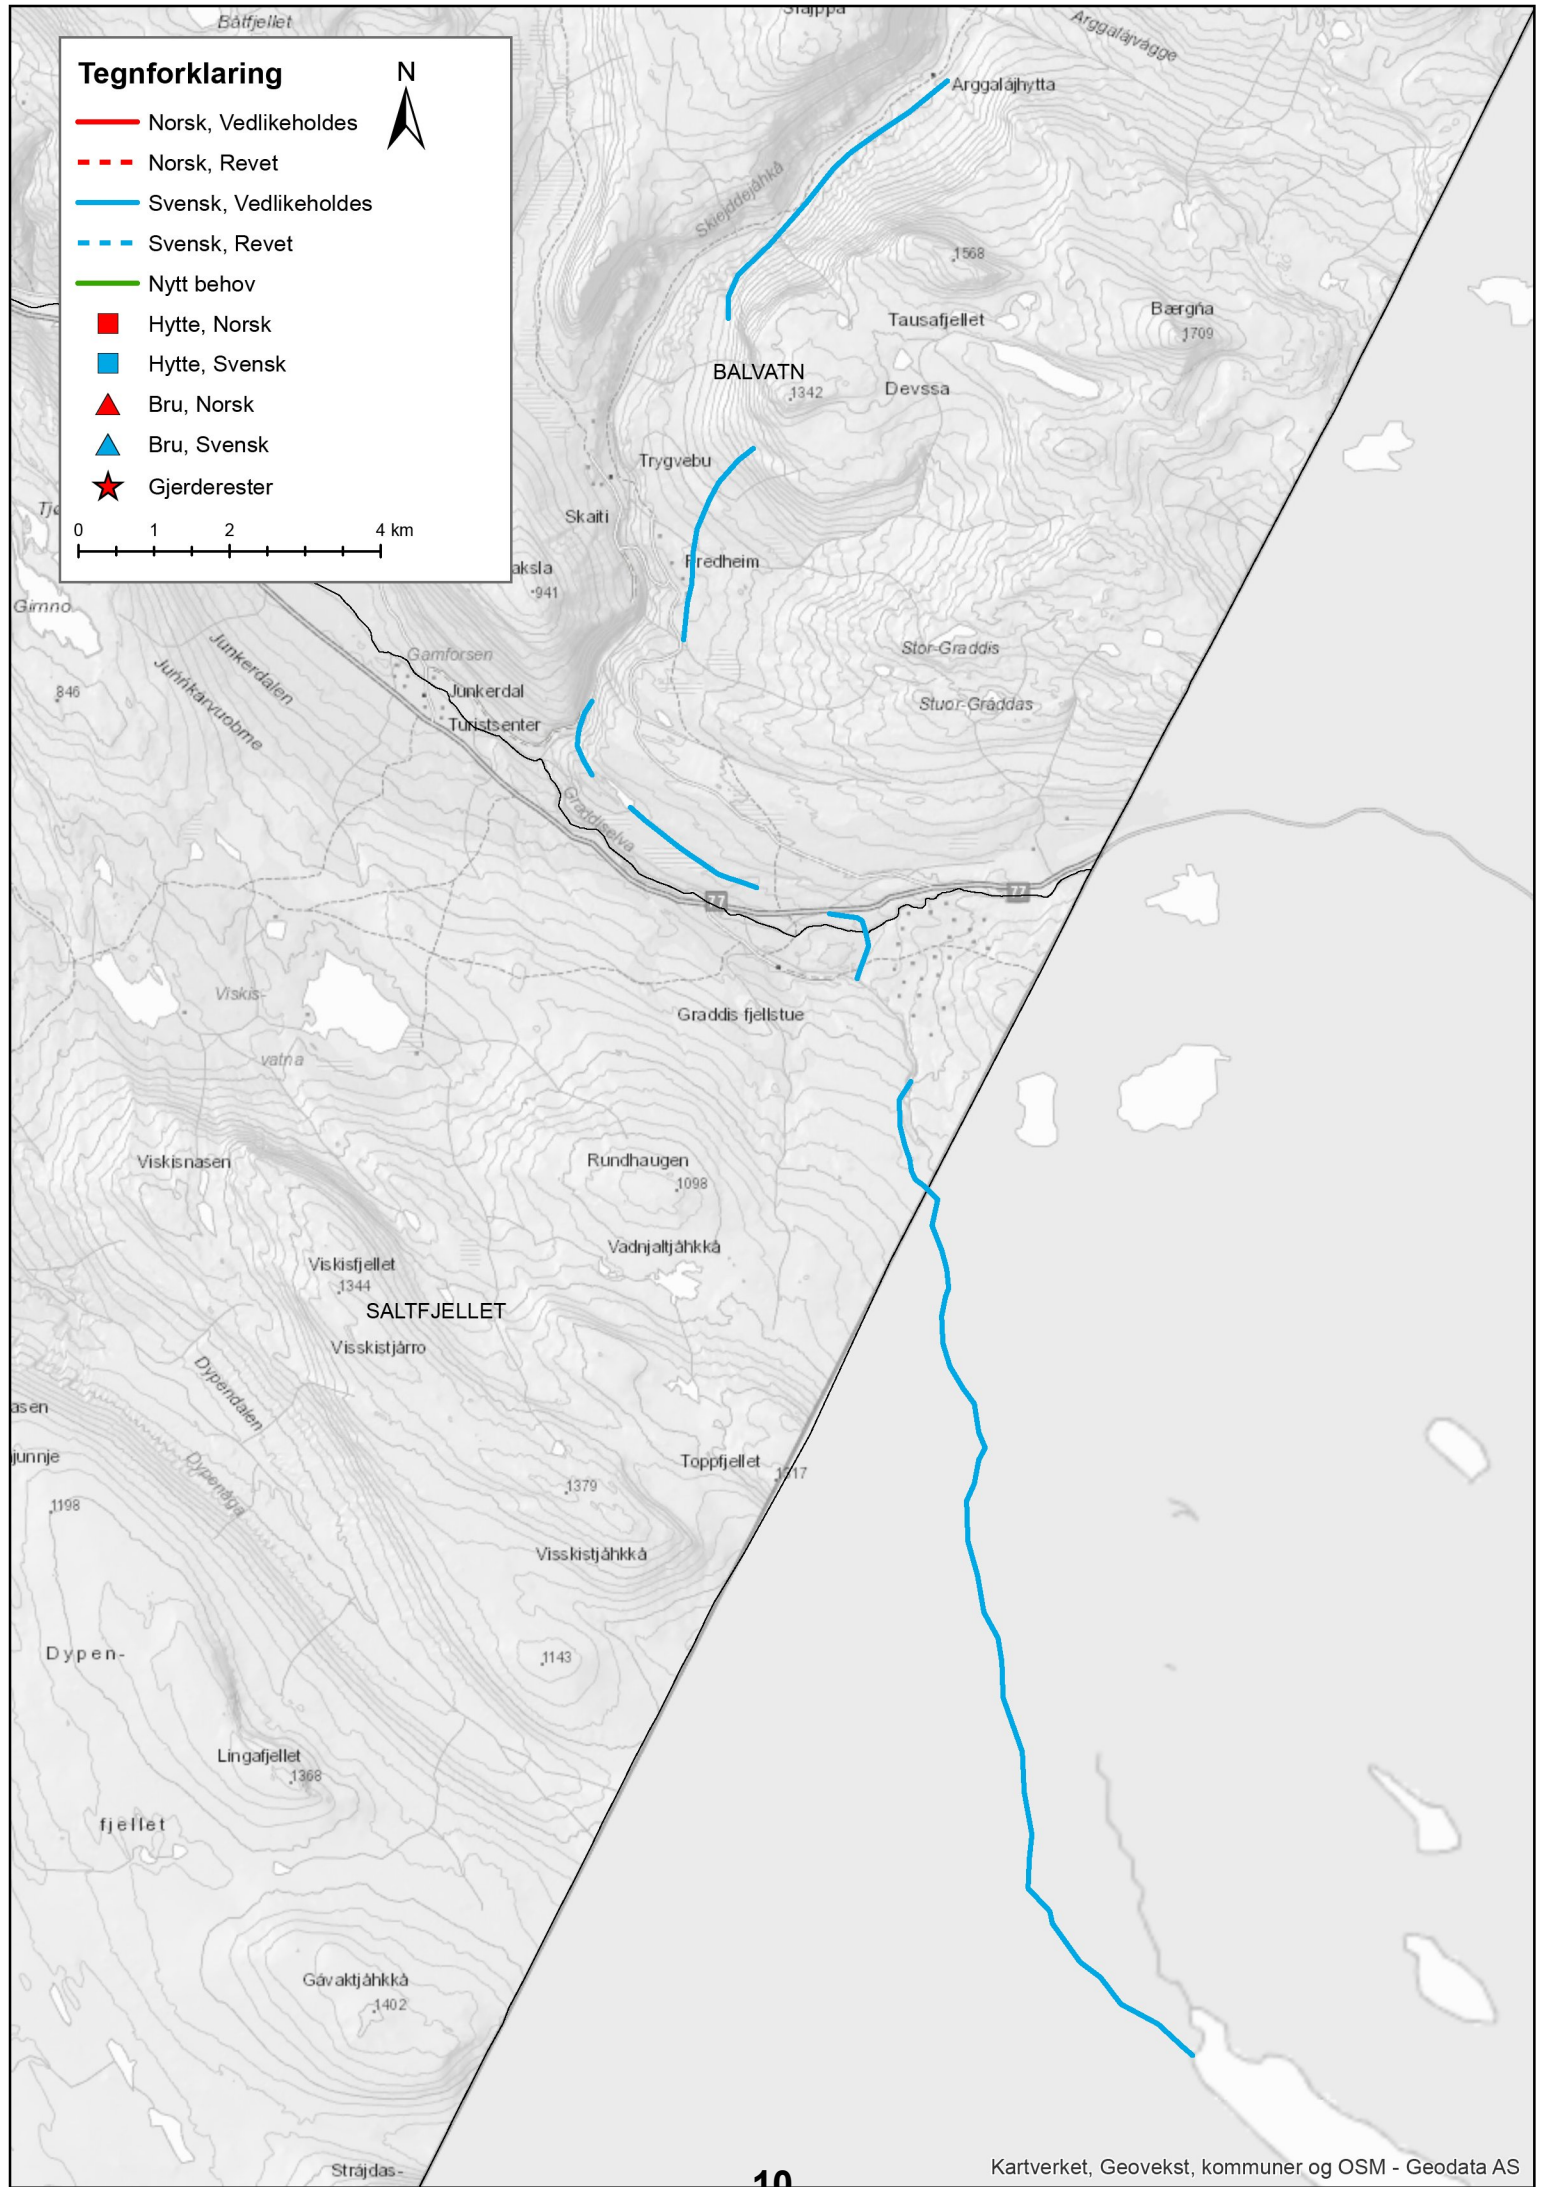 Båtfjellet
Arggalájvágge
Tegnforklaring
N
Norsk, Vedlikeholdes
Norsk, Revet
Svensk, Vedlikeholdes
Svensk, Revet
Nytt behov
Hytte, Norsk
Hytte, Svensk
Bru, Norsk
Bru, Svensk
Gjerderester
0 1 2 4 km
Arggalájhytta
Skiejddejåhkå
1568
Tausafjellet
Bærgŋa
1709
BALVATN
1342
Devssa
Trygvebu
Skaiti
Fredheim
aksla
941
Gimno
Junkerdalen
Gamforsen
Junkerdal
Turistsenter
846
Stor-Graddis
Stuor-Gráddas
Graddiselva
77
77
Viskis-
vatna
Graddis fjellstue
Viskisnasen
Rundhaugen
1098
Vadnjaltjåhkkå
Viskisfjellet
1344
SALTFJELLET
Visskistjårro
Dypendalen
asen
junnje
Dypenåga
Toppfjellet
1317
1379
1198
Visskistjåhkkå
Dypen-
1143
Lingafjellet
1368
fjellet
Gávaktjåhkkå
1402
Strájdas-
10
Kartverket, Geovekst, kommuner og OSM - Geodata AS